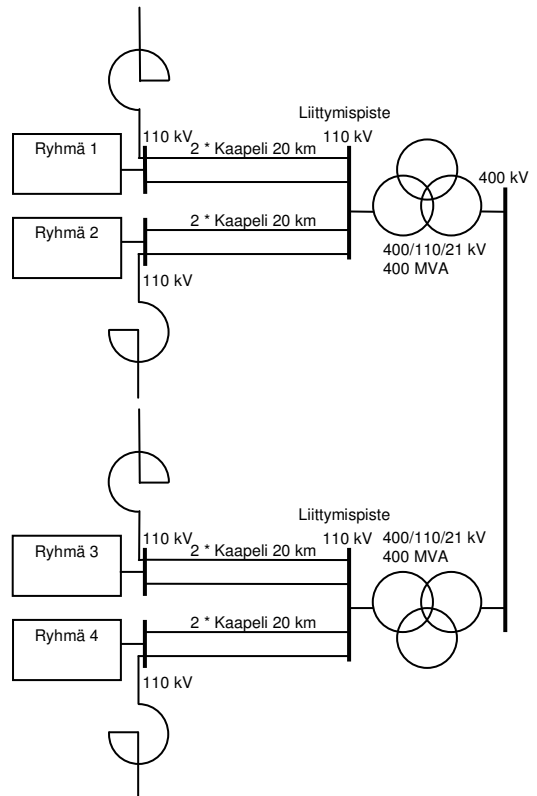 Liittymispiste
110 kV
2 * Kaapeli 20 km
110 kV
Ryhmä 1
400 kV
2 * Kaapeli 20 km
Ryhmä 2
400/110/21 kV
400 MVA
110 kV
Liittymispiste
110 kV
2 * Kaapeli 20 km
110 kV
400/110/21 kV
400 MVA
Ryhmä 3
2 * Kaapeli 20 km
Ryhmä 4
110 kV